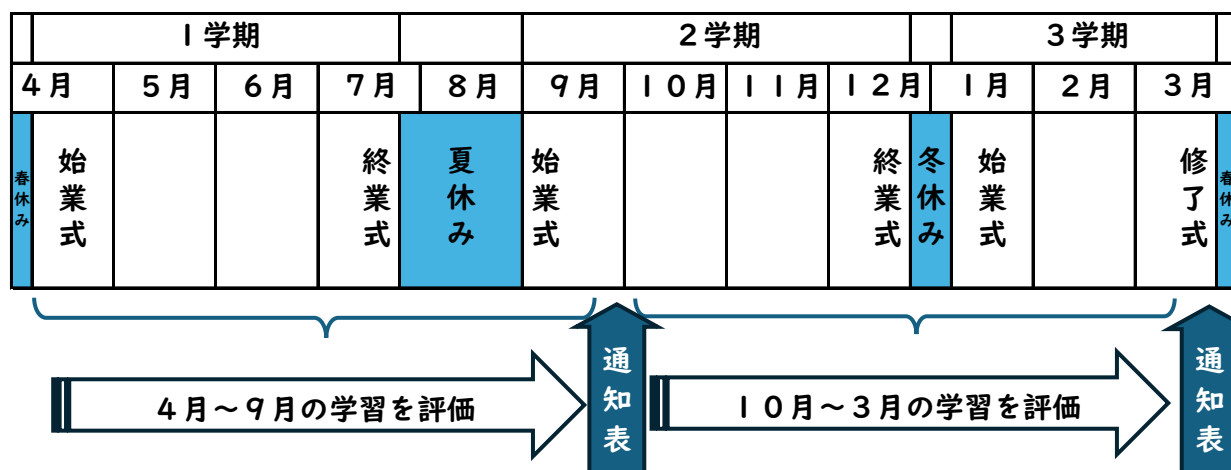 1学期 2学期 3学期
4月 5月 6月 7月 8月 9月 10月 11月 12月 1月 2月 3月
春休み
始業式
終業式
夏休み
始業式
終業式
冬休み
始業式
修了式
春休み
4月～9月の学習を評価
通知表
10月～3月の学習を評価
通知表